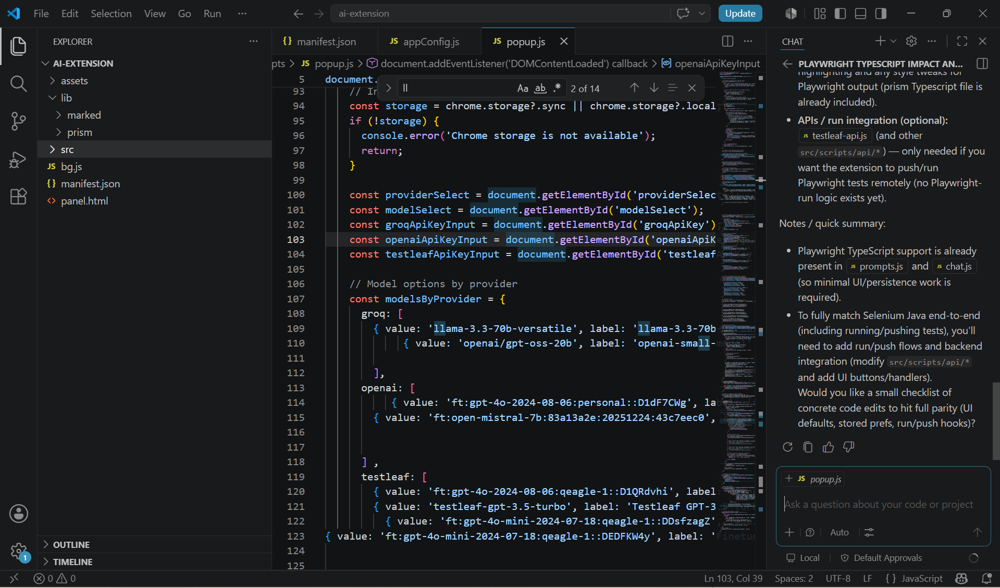 File Edit Selection View Go Run ··· ai-extension Update
EXPLORER ···
AI-EXTENSION
assets
lib
marked
prism
src
JS bg.js
{} manifest.json
<> panel.html
OUTLINE
TIMELINE
{} manifest.json JS appConfig.js JS popup.js
pts > JS popup.js > document.addEventListener('DOMContentLoaded') callback > openaiApiKeyInput
|| Aa ab .* 2 of 14
5 document.
93 // Ir
94 const storage = chrome.storage?.sync || chrome.storage?.local
95 if (!storage) {
96 console.error('Chrome storage is not available');
97 return;
98 }
99
100 const providerSelect = document.getElementById('providerSelec
101 const modelSelect = document.getElementById('modelSelect');
102 const groqApiKeyInput = document.getElementById('groqApiKey')
103 const openaiApiKeyInput = document.getElementById('openaiApiK
104 const testleafApiKeyInput = document.getElementById('testleaf
105
106 // Model options by provider
107 const modelsByProvider = {
108 groq: [
109 { value: 'llama-3.3-70b-versatile', label: 'llama-3.3-70b
110 { value: 'openai/gpt-oss-20b', label: 'openai-small-
111
112 ],
113 openai: [
114 { value: 'ft:gpt-4o-2024-08-06:personal::D1dF7CWg', la
115 { value: 'ft:open-mistral-7b:83a13a2e:20251224:43c7eec0',
116
117
118 ] ,
119 testleaf: [
120 { value: 'ft:gpt-4o-2024-08-06:qeagle-1::D1QRdvhi', label
121 { value: 'testleaf-gpt-3.5-turbo', label: 'Testleaf GPT-3
122 { value: 'ft:gpt-4o-mini-2024-07-18:qeagle-1::DDsfzagZ'
123 { value: 'ft:gpt-4o-mini-2024-07-18:qeagle-1::DEDFKW4y', label: 'Finetun
124
125
CHAT
PLAYWRIGHT TYPESCRIPT IMPACT AN...
highlighting and any style tweaks for
Playwright output (prism Typescript file is
already included).
• APIs / run integration (optional):
JS testleaf-api.js (and other
src/scripts/api/*) — only needed if you
want the extension to push/run
Playwright tests remotely (no Playwright-
run logic exists yet).
Notes / quick summary:
• Playwright TypeScript support is already
present in JS prompts.js and JS chat.js
(so minimal UI/persistence work is
required).
• To fully match Selenium Java end-to-end
(including running/pushing tests), you'll
need to add run/push flows and backend
integration (modify src/scripts/api/*
and add UI buttons/handlers).
Would you like a small checklist of
concrete code edits to hit full parity (UI
defaults, stored prefs, run/push hooks)?
+ JS popup.js
Ask a question about your code or project
Auto
Local Default Approvals
1
0 0
Ln 103, Col 39 Spaces: 2 UTF-8 LF {} JavaScript